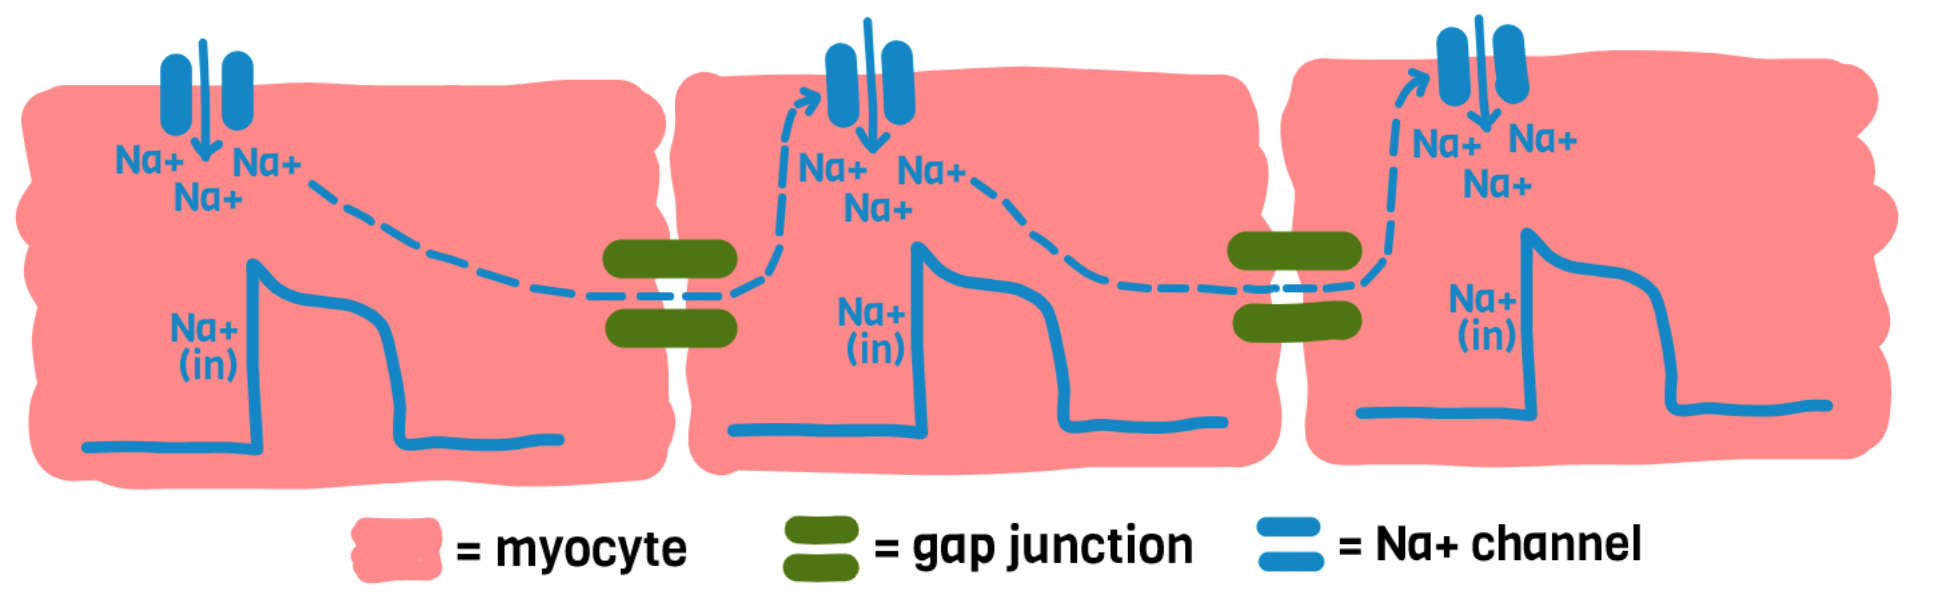 Na+ Na+
Na+
Na+
(in)
Na+ Na+
Na+
Na+
(in)
Na+ Na+
Na+
Na+
(in)
= myocyte
= gap junction
= Na+ channel